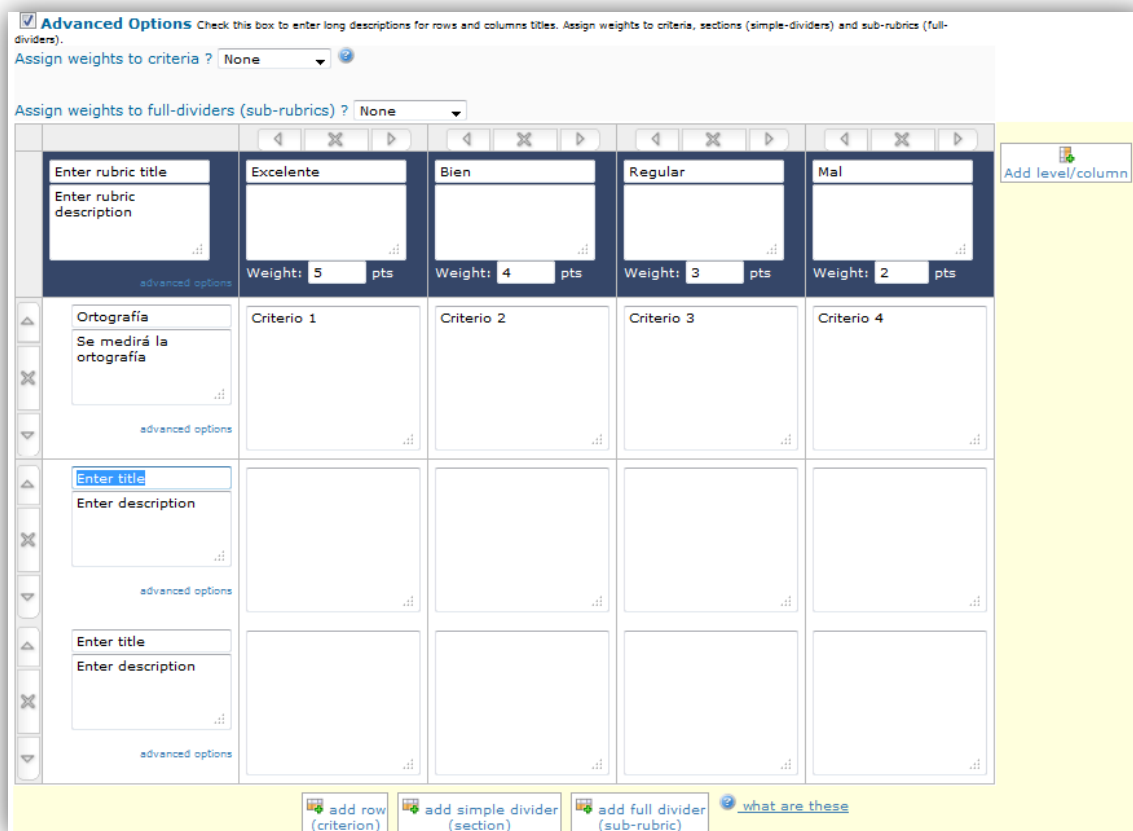 Advanced Options Check this box to enter long descriptions for rows and columns titles. Assign weights to criteria, sections (simple-dividers) and sub-rubrics (full-
dividers).
Assign weights to criteria ? None
Assign weights to full-dividers (sub-rubrics) ? None
Add level/column
Enter rubric title Excelente Bien Regular Mal
Enter rubric
description
Weight: 5 pts Weight: 4 pts Weight: 3 pts Weight: 2 pts
advanced options
Ortografía Criterio 1 Criterio 2 Criterio 3 Criterio 4
Se medirá la
ortografía
advanced options
Enter title
Enter description
advanced options
Enter title
Enter description
advanced options
add row add simple divider add full divider what are these
(criterion) (section) (sub-rubric)